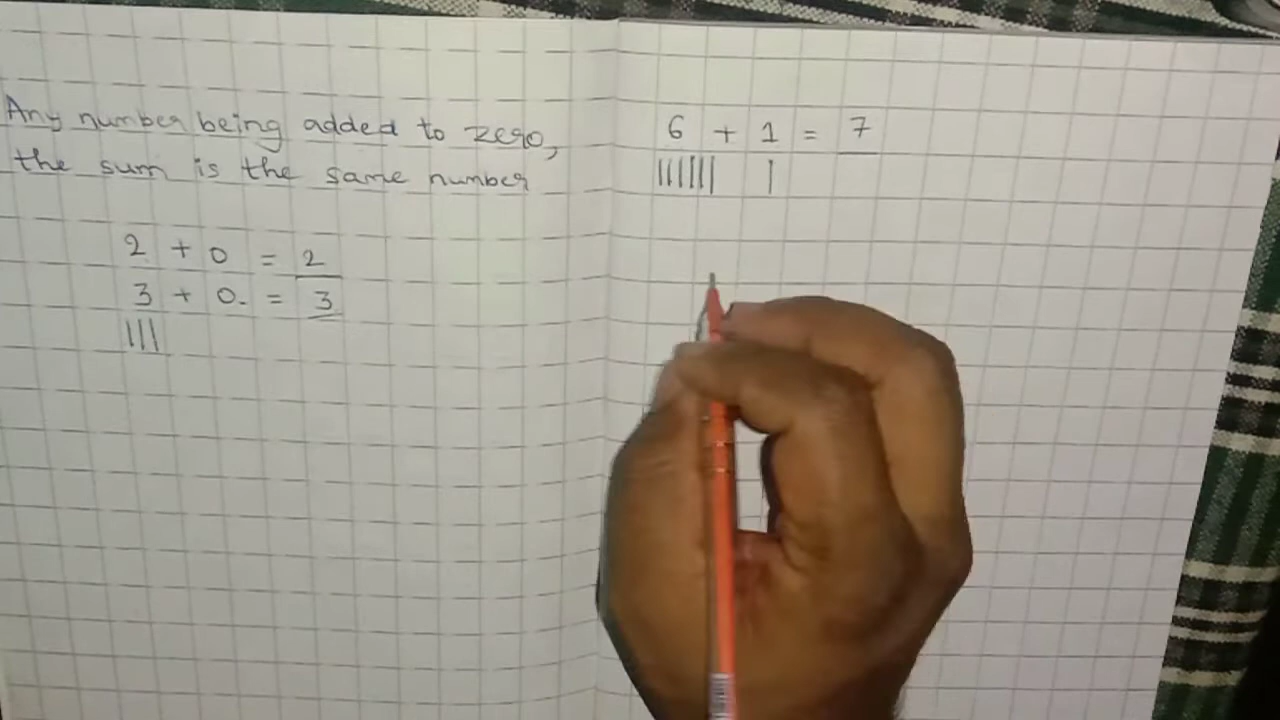 Any number being added to zero,
the sum is the same number
2 + 0 = 2
3 + 0. = 3
|||
6 + 1 = 7
|||||| |